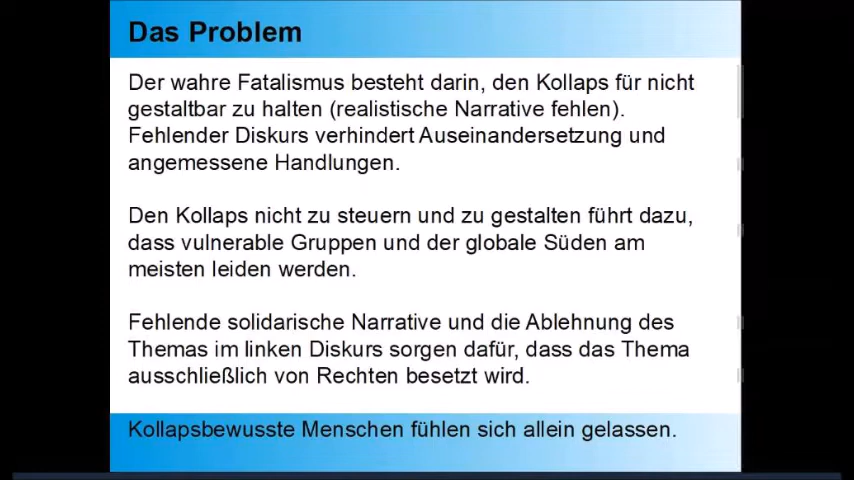 Das Problem
Der wahre Fatalismus besteht darin, den Kollaps für nicht
gestaltbar zu halten (realistische Narrative fehlen).
Fehlender Diskurs verhindert Auseinandersetzung und
angemessene Handlungen.
Den Kollaps nicht zu steuern und zu gestalten führt dazu,
dass vulnerable Gruppen und der globale Süden am
meisten leiden werden.
Fehlende solidarische Narrative und die Ablehnung des
Themas im linken Diskurs sorgen dafür, dass das Thema
ausschließlich von Rechten besetzt wird.
Kollapsbewusste Menschen fühlen sich allein gelassen.